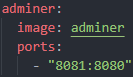 adminer:
  image: adminer
  ports:
    - "8081:8080"